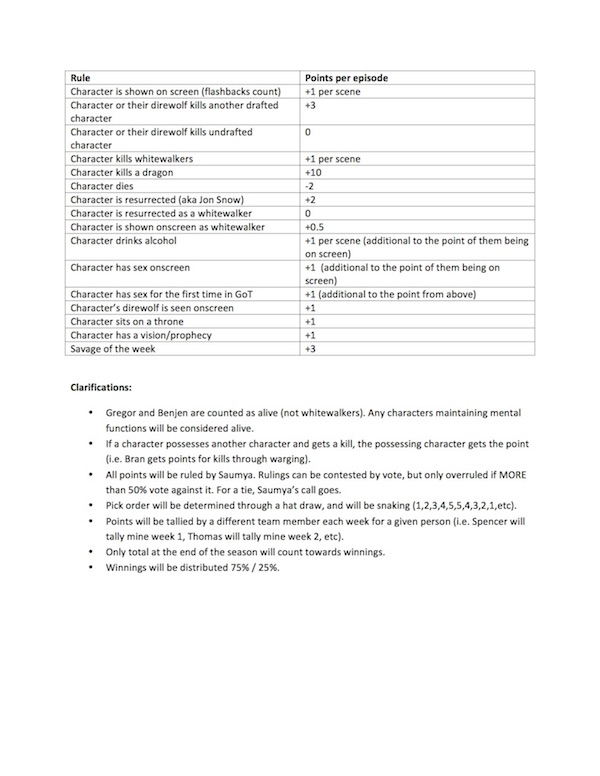 Rule Points per episode
Character is shown on screen (flashbacks count) +1 per scene
Character or their direwolf kills another drafted +3
character
Character or their direwolf kills undrafted 0
character
Character kills whitewalkers +1 per scene
Character kills a dragon +10
Character dies -2
Character is resurrected (aka Jon Snow) +2
Character is resurrected as a whitewalker 0
Character is shown onscreen as whitewalker +0.5
Character drinks alcohol +1 per scene (additional to the point of them being
on screen)
Character has sex onscreen +1 (additional to the point of them being on
screen)
Character has sex for the first time in GoT +1 (additional to the point from above)
Character's direwolf is seen onscreen +1
Character sits on a throne +1
Character has a vision/prophecy +1
Savage of the week +3
Clarifications:
• Gregor and Benjen are counted as alive (not whitewalkers). Any characters maintaining mental
functions will be considered alive.
• If a character possesses another character and gets a kill, the possessing character gets the point
(i.e. Bran gets points for kills through warging).
• All points will be ruled by Saumya. Rulings can be contested by vote, but only overruled if MORE
than 50% vote against it. For a tie, Saumya's call goes.
• Pick order will be determined through a hat draw, and will be snaking (1,2,3,4,5,5,4,3,2,1,etc).
• Points will be tallied by a different team member each week for a given person (i.e. Spencer will
tally mine week 1, Thomas will tally mine week 2, etc).
• Only total at the end of the season will count towards winnings.
• Winnings will be distributed 75% / 25%.